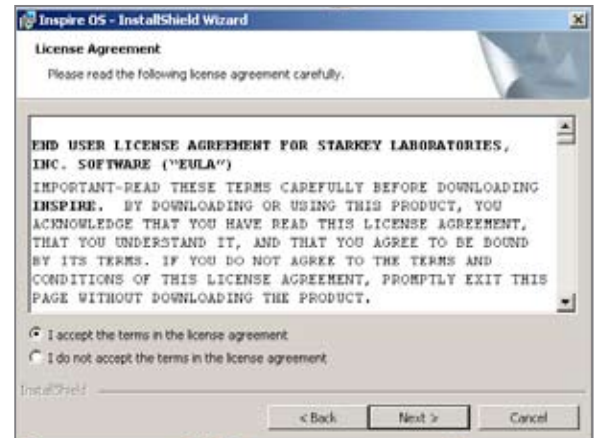 Inspire OS - InstallShield Wizard
License Agreement
Please read the following license agreement carefully.
END USER LICENSE AGREEMENT FOR STARKEY LABORATORIES,
INC. SOFTWARE ("EULA")
IMPORTANT-READ THESE TERMS CAREFULLY BEFORE DOWNLOADING
INSPIRE. BY DOWNLOADING OR USING THIS PRODUCT, YOU
ACKNOWLEDGE THAT YOU HAVE READ THIS LICENSE AGREEMENT,
THAT YOU UNDERSTAND IT, AND THAT YOU AGREE TO BE BOUND
BY ITS TERMS. IF YOU DO NOT AGREE TO THE TERMS AND
CONDITIONS OF THIS LICENSE AGREEMENT, PROMPTLY EXIT THIS
PAGE WITHOUT DOWNLOADING THE PRODUCT.
I accept the terms in the license agreement
I do not accept the terms in the license agreement
InstallShield
< Back Next > Cancel